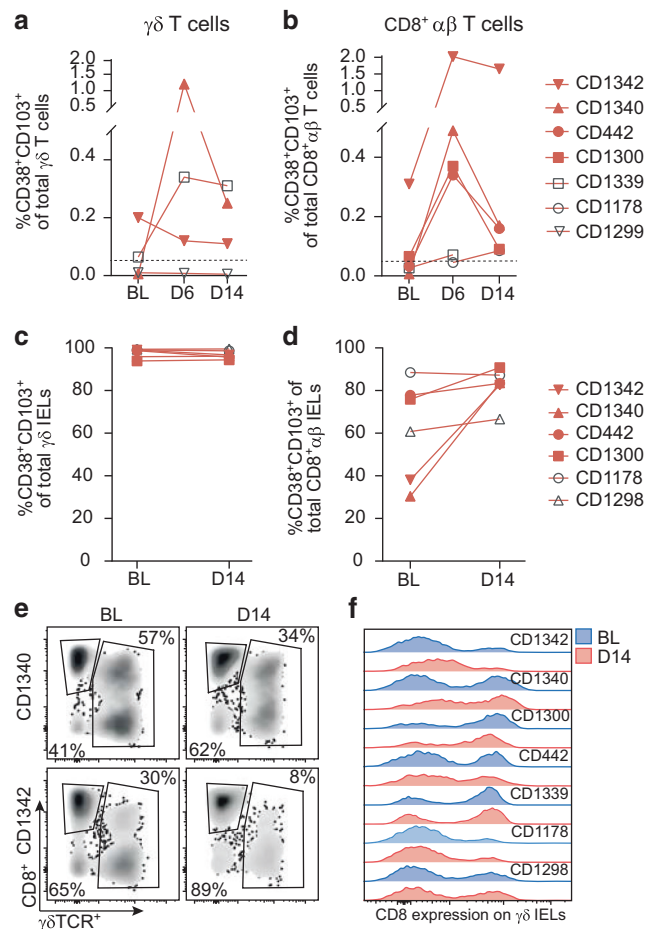 a
γδ T cells
%CD38⁺CD103⁺
of total γδ T cells
2.0
1.5
1.0
0.5
0.4
0.2
0.0
BL D6 D14
b
CD8⁺ αβ T cells
%CD38⁺CD103⁺
of total CD8⁺αβ T cells
2.0
1.5
1.0
0.5
0.4
0.2
0.0
BL D6 D14
CD1342
CD1340
CD442
CD1300
CD1339
CD1178
CD1299
c
%CD38⁺CD103⁺
of total γδ IELs
100
80
60
40
20
0
BL D14
d
%CD38⁺CD103⁺ of
total CD8⁺αβ IELs
100
80
60
40
20
0
BL D14
CD1342
CD1340
CD442
CD1300
CD1178
CD1298
e
BL D14
CD1340
57% 34%
41% 62%
CD1342
30% 8%
65% 89%
CD8⁺
γδTCR⁺
f
BL
D14
CD1342
CD1340
CD1300
CD442
CD1339
CD1178
CD1298
CD8 expression on γδ IELs